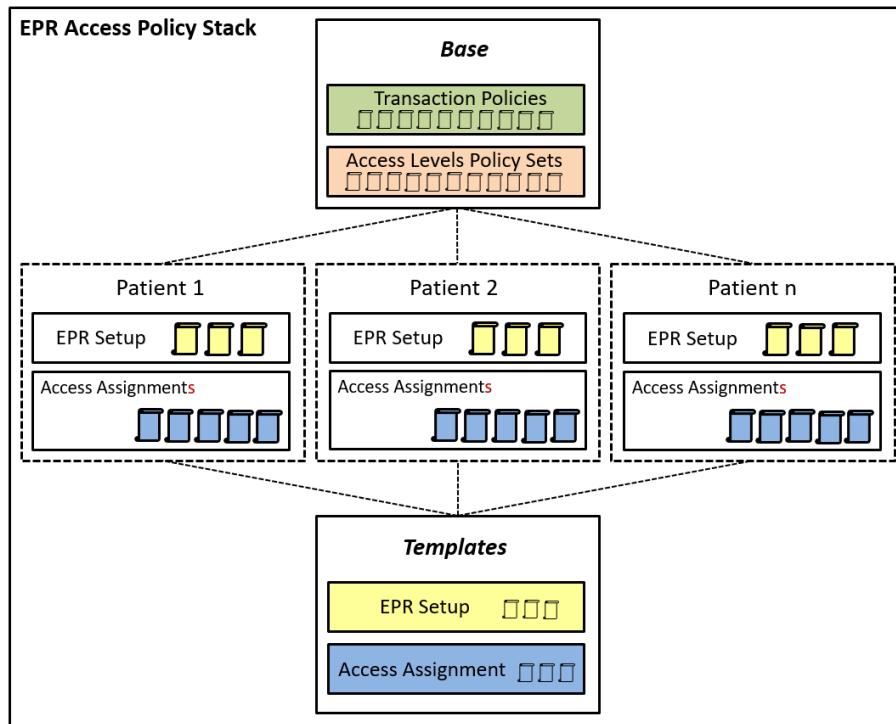 EPR Access Policy Stack
Base
Transaction Policies
Access Levels Policy Sets
Patient 1
EPR Setup
Access Assignments
Patient 2
EPR Setup
Access Assignments
Patient n
EPR Setup
Access Assignments
Templates
EPR Setup
Access Assignment